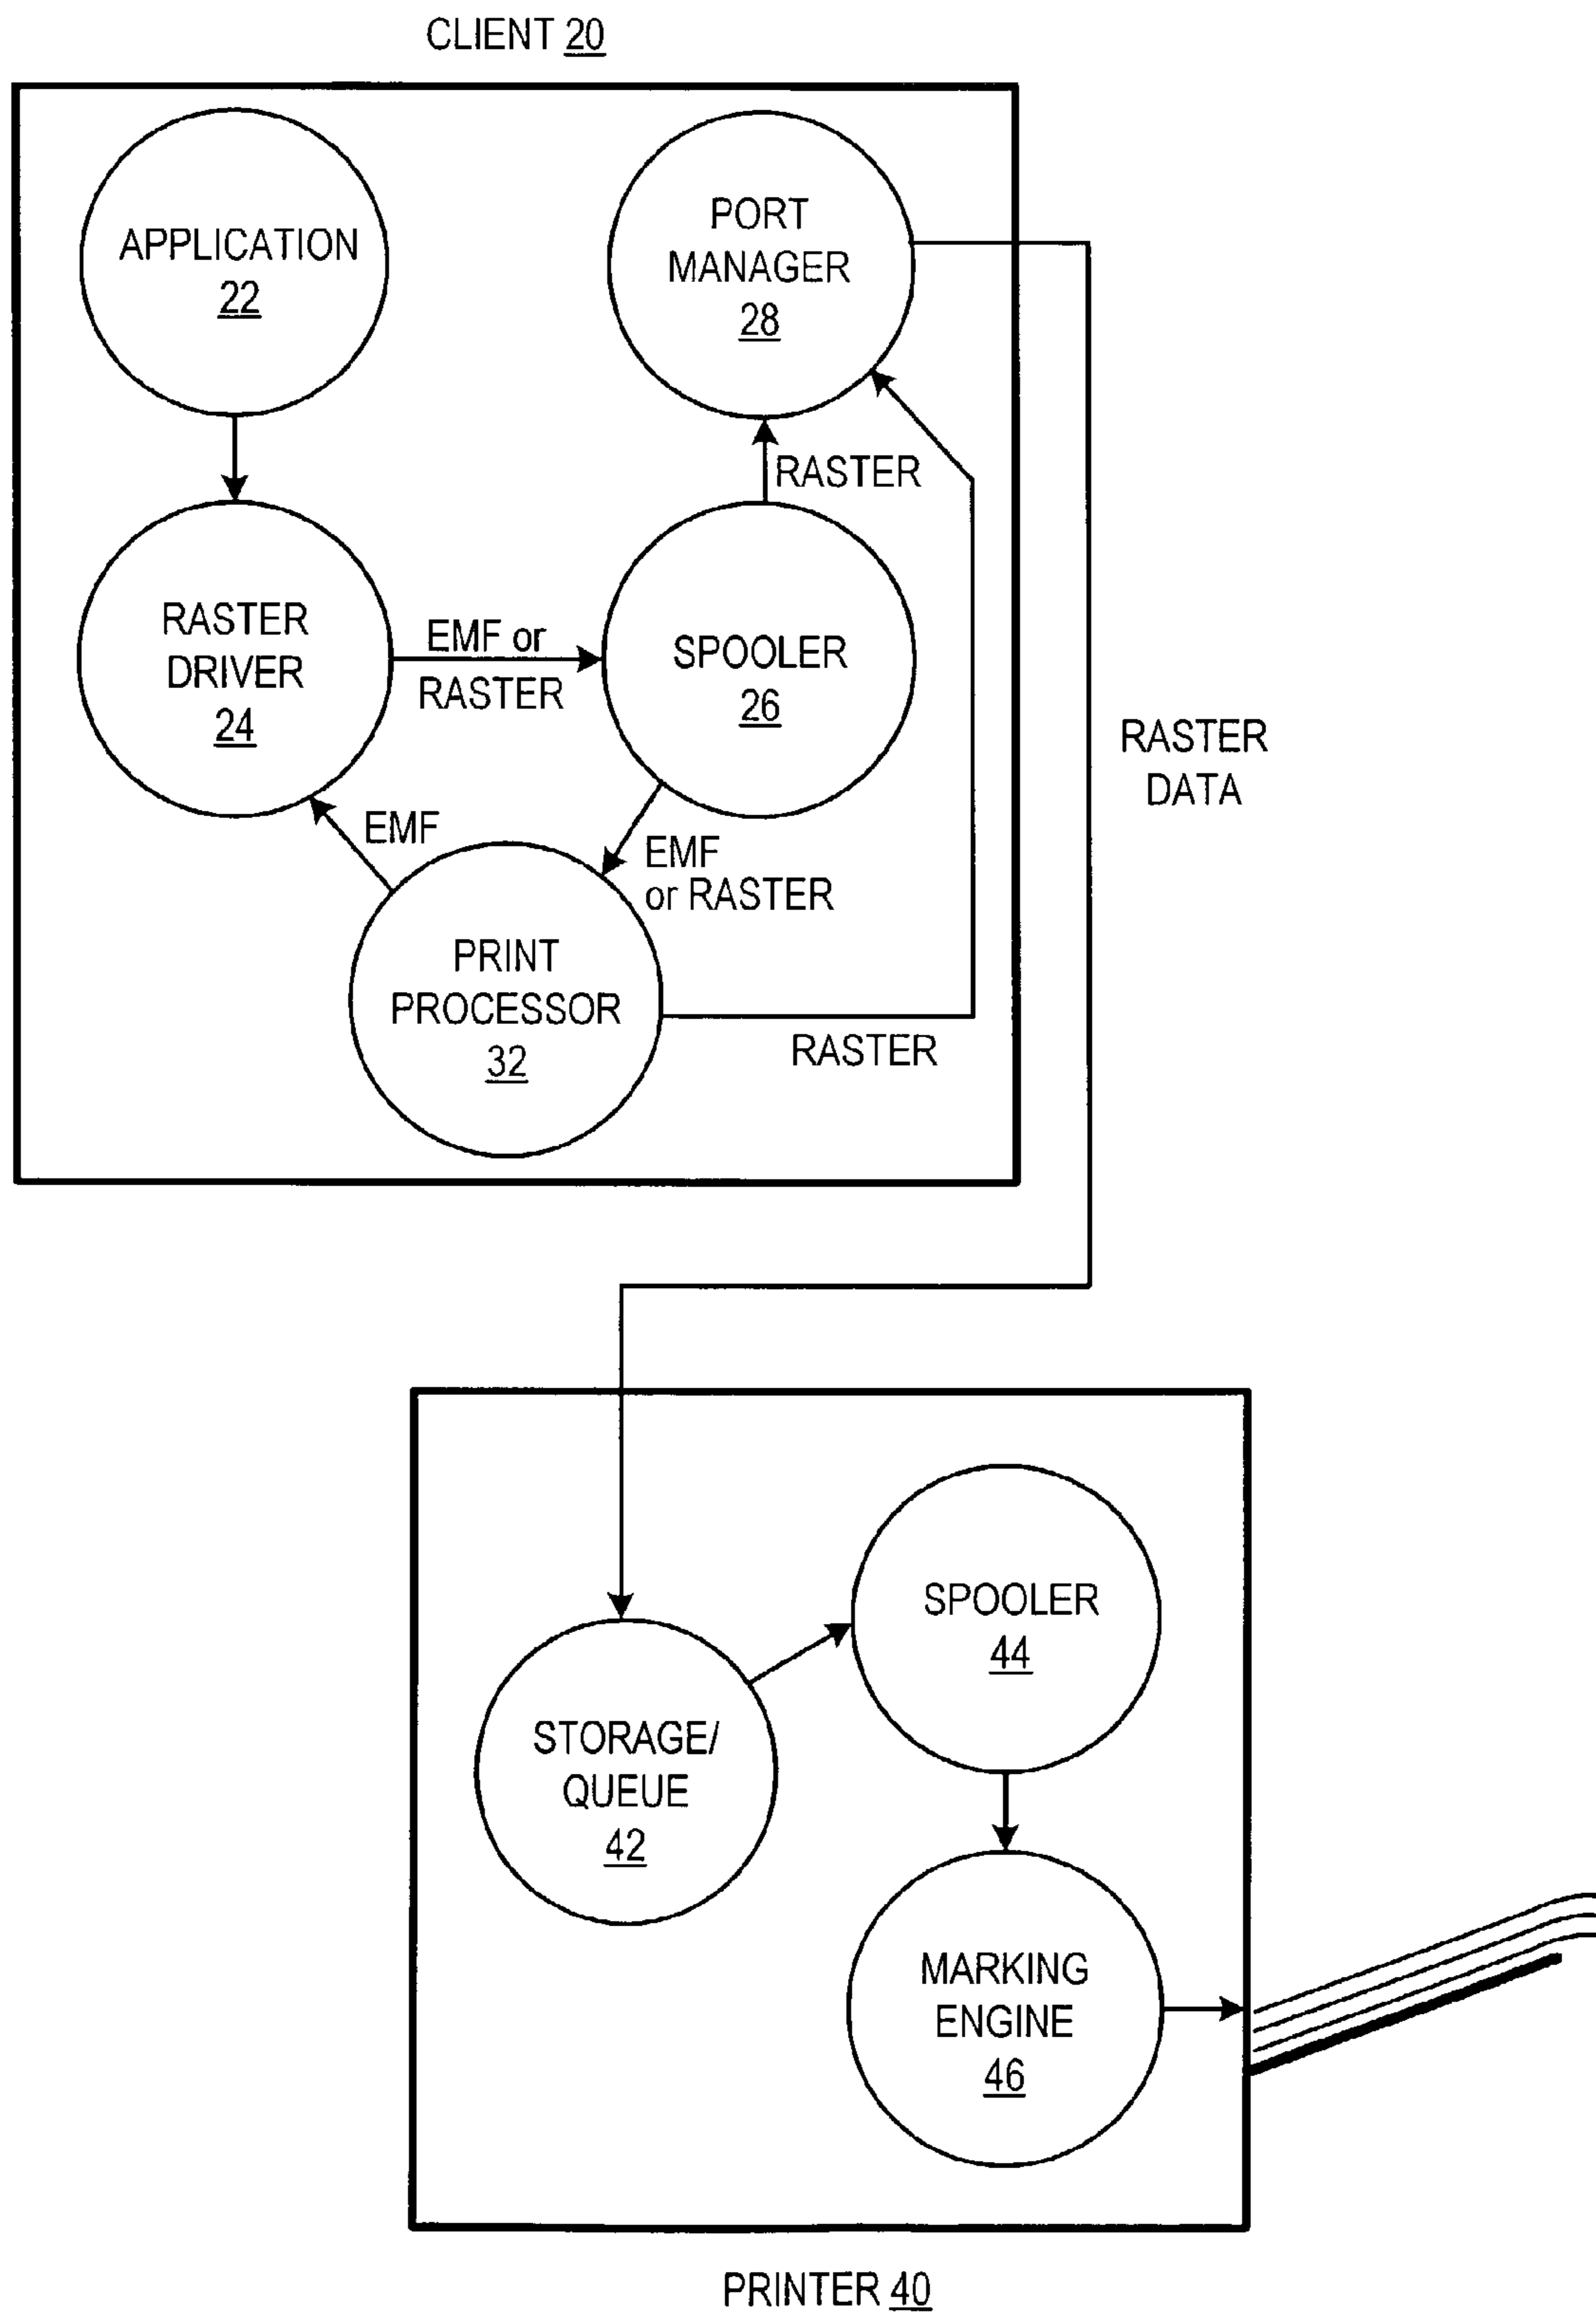 CLIENT 20
APPLICATION
22
PORT
MANAGER
28
RASTER
RASTER
DRIVER
24
EMF or
RASTER
SPOOLER
26
RASTER
DATA
EMF
EMF
or RASTER
PRINT
PROCESSOR
32
RASTER
SPOOLER
44
STORAGE/
QUEUE
42
MARKING
ENGINE
46
PRINTER 40